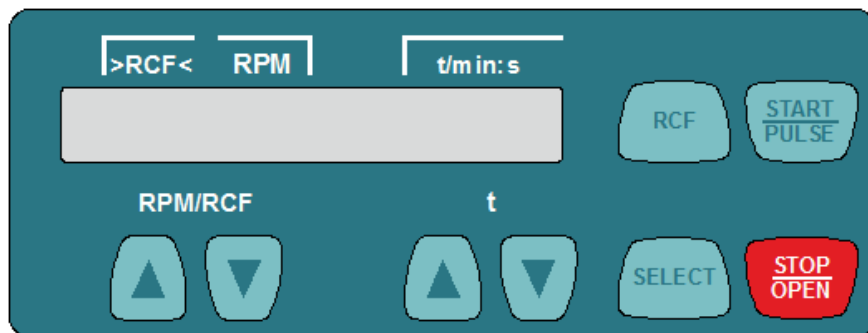 >RCF< RPM t/min:s
RCF
START
PULSE
RPM/RCF t
SELECT
STOP
OPEN